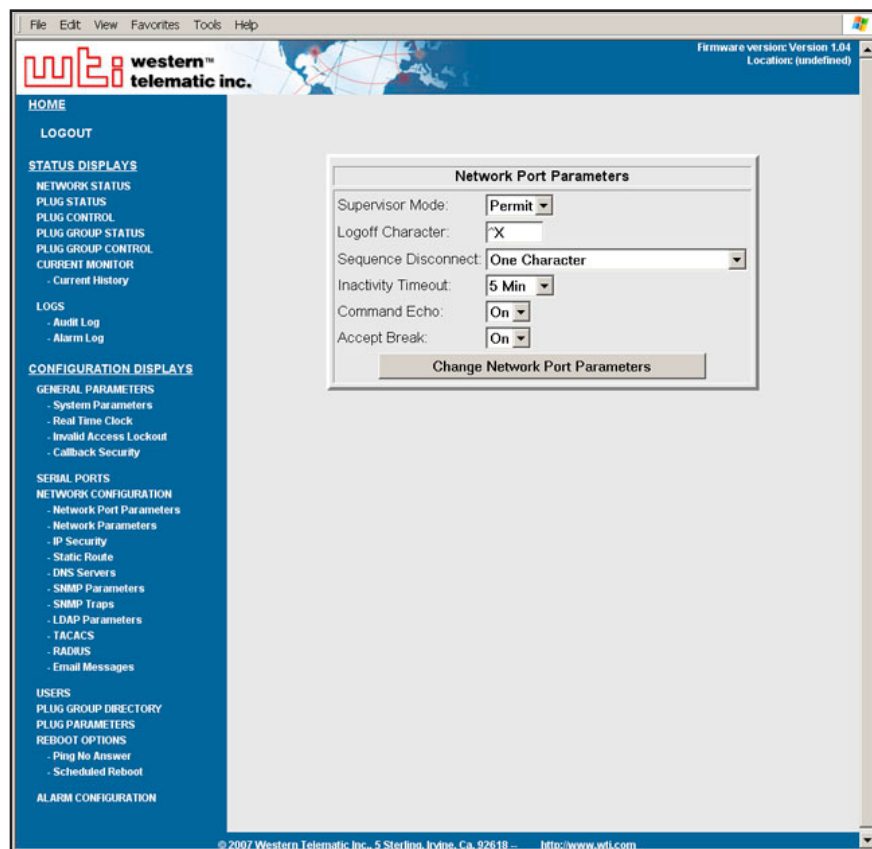 File Edit View Favorites Tools Help
wti western™
telematic inc.
Firmware version: Version 1.04
Location: (undefined)
HOME
LOGOUT
STATUS DISPLAYS
NETWORK STATUS
PLUG STATUS
PLUG CONTROL
PLUG GROUP STATUS
PLUG GROUP CONTROL
CURRENT MONITOR
- Current History
LOGS
- Audit Log
- Alarm Log
CONFIGURATION DISPLAYS
GENERAL PARAMETERS
- System Parameters
- Real Time Clock
- Invalid Access Lockout
- Callback Security
SERIAL PORTS
NETWORK CONFIGURATION
- Network Port Parameters
- Network Parameters
- IP Security
- Static Route
- DNS Servers
- SNMP Parameters
- SNMP Traps
- LDAP Parameters
- TACACS
- RADIUS
- Email Messages
USERS
PLUG GROUP DIRECTORY
PLUG PARAMETERS
REBOOT OPTIONS
- Ping No Answer
- Scheduled Reboot
ALARM CONFIGURATION
Network Port Parameters
Supervisor Mode: Permit
Logoff Character: ^X
Sequence Disconnect: One Character
Inactivity Timeout: 5 Min
Command Echo: On
Accept Break: On
Change Network Port Parameters
© 2007 Western Telematic Inc., 5 Sterling, Irvine, Ca. 92618 -- http://www.wti.com